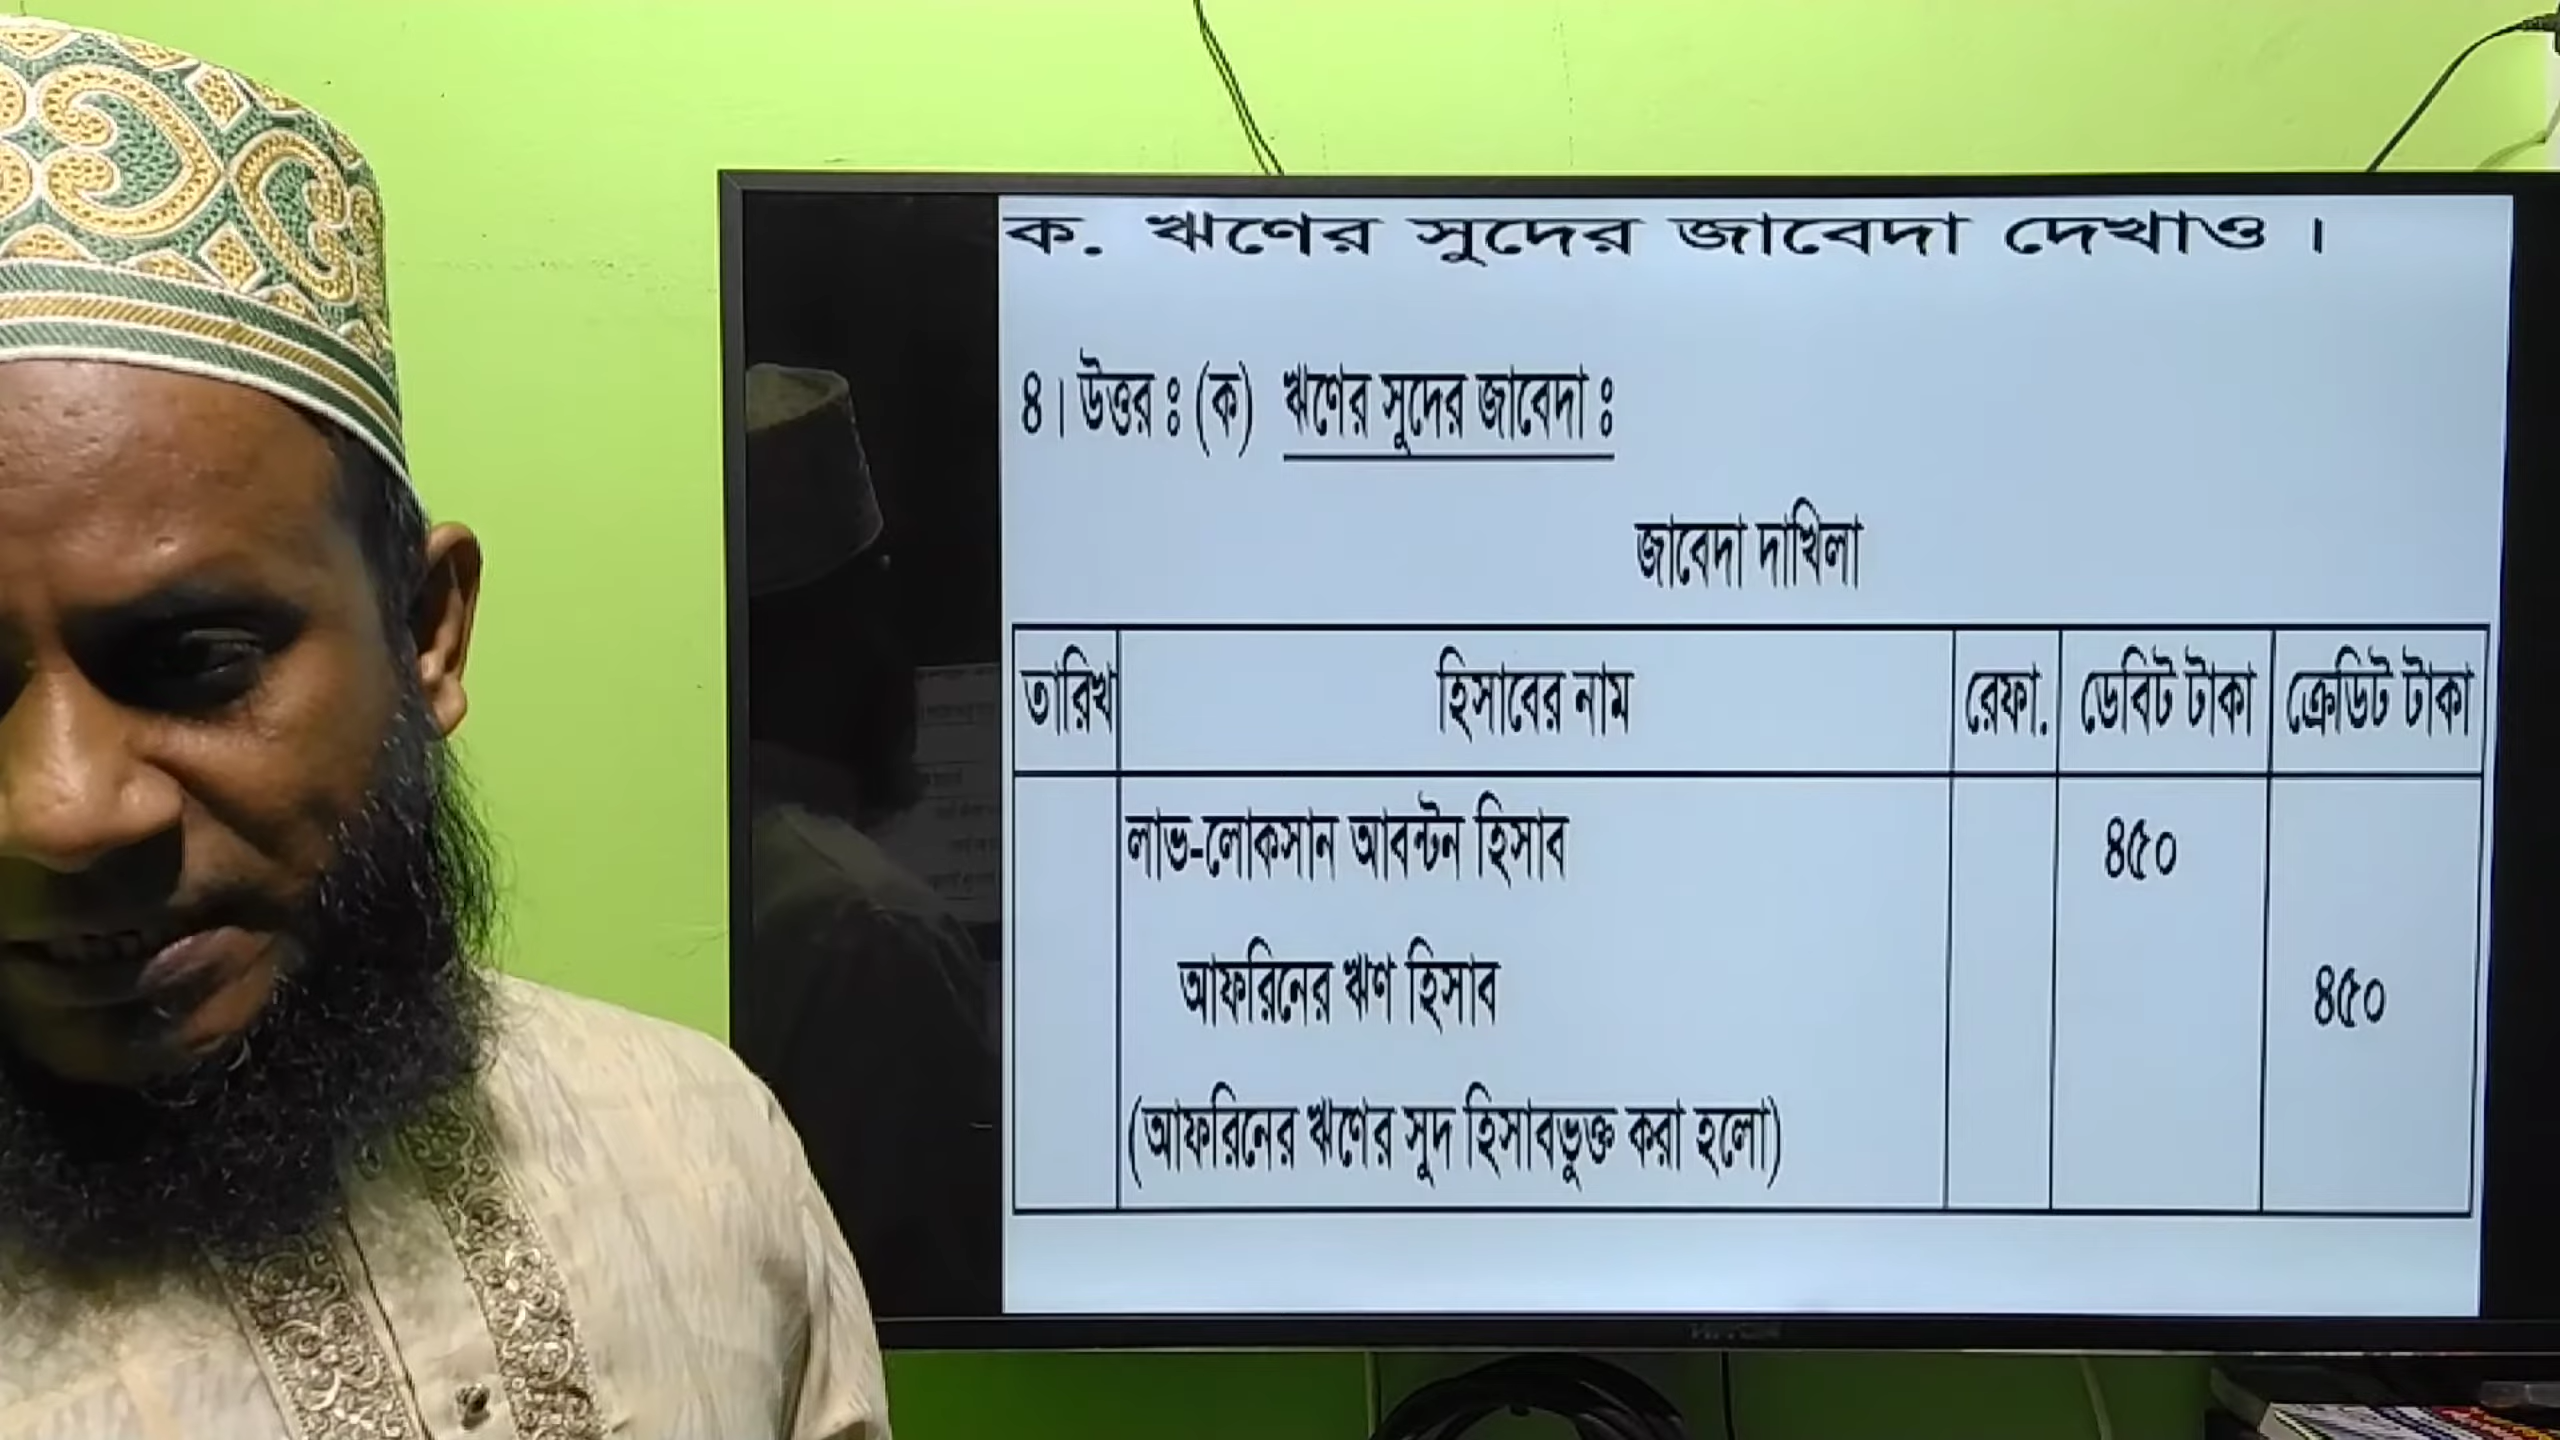 ক. ঋণের সুদের জাবেদা দেখাও ।
৪। উত্তর ঃ (ক) ঋণের সুদের জাবেদা ঃ
জাবেদা দাখিলা
তারিখ হিসাবের নাম রেফা. ডেবিট টাকা ক্রেডিট টাকা
লাভ-লোকসান আবন্টন হিসাব ৪৫০
আফরিনের ঋণ হিসাব ৪৫০
(আফরিনের ঋণের সুদ হিসাবভুক্ত করা হলো)